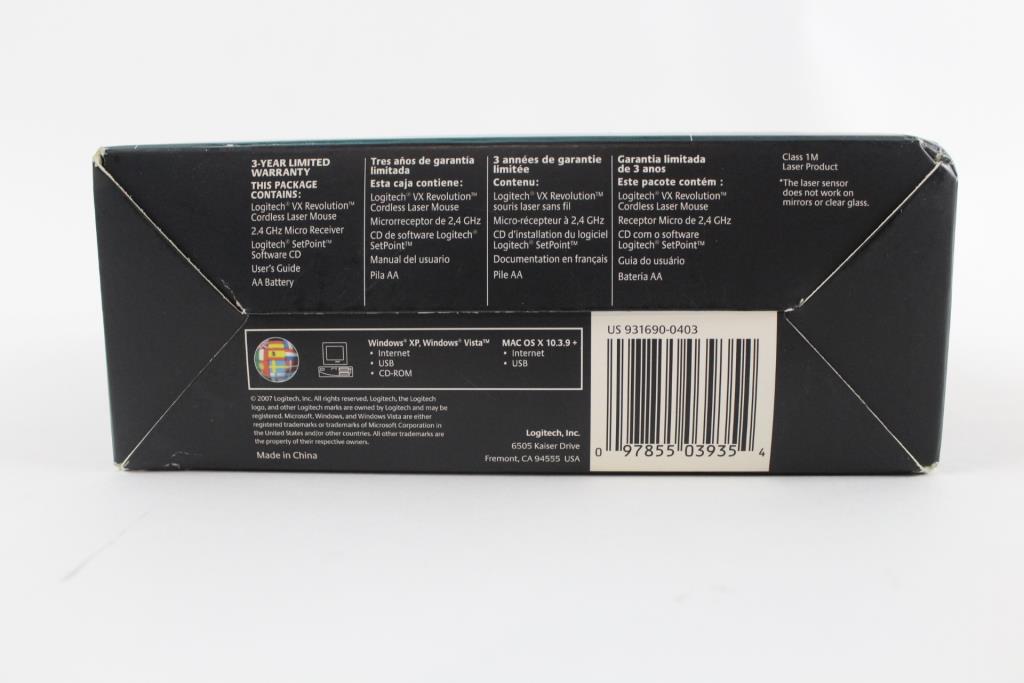 3-YEAR LIMITED
WARRANTY
THIS PACKAGE
CONTAINS:
Logitech® VX Revolution™
Cordless Laser Mouse
2.4 GHz Micro Receiver
Logitech® SetPoint™
Software CD
User's Guide
AA Battery
Tres años de garantía
limitada
Esta caja contiene:
Logitech® VX Revolution™
Cordless Laser Mouse
Microrreceptor de 2,4 GHz
CD de software Logitech®
SetPoint™
Manual del usuario
Pila AA
3 années de garantie
limitée
Contenu:
Logitech® VX Revolution™
souris laser sans fil
Micro-récepteur à 2,4 GHz
CD d'installation du logiciel
Logitech® SetPoint™
Documentation en français
Pile AA
Garantia limitada
de 3 anos
Este pacote contém :
Logitech® VX Revolution™
Cordless Laser Mouse
Receptor Micro de 2,4 GHz
CD com o software
Logitech® SetPoint™
Guia do usuário
Bateria AA
Class 1M
Laser Product
*The laser sensor
does not work on
mirrors or clear glass.
Windows® XP, Windows® Vista™
• Internet
• USB
• CD-ROM
MAC OS X 10.3.9 +
• Internet
• USB
© 2007 Logitech, Inc. All rights reserved. Logitech, the Logitech
logo, and other Logitech marks are owned by Logitech and may be
registered. Microsoft, Windows, and Windows Vista are either
registered trademarks or trademarks of Microsoft Corporation in
the United States and/or other countries. All other trademarks are
the property of their respective owners.
Made in China
Logitech, Inc.
6505 Kaiser Drive
Fremont, CA 94555 USA
US 931690-0403
0 97855 03935 4